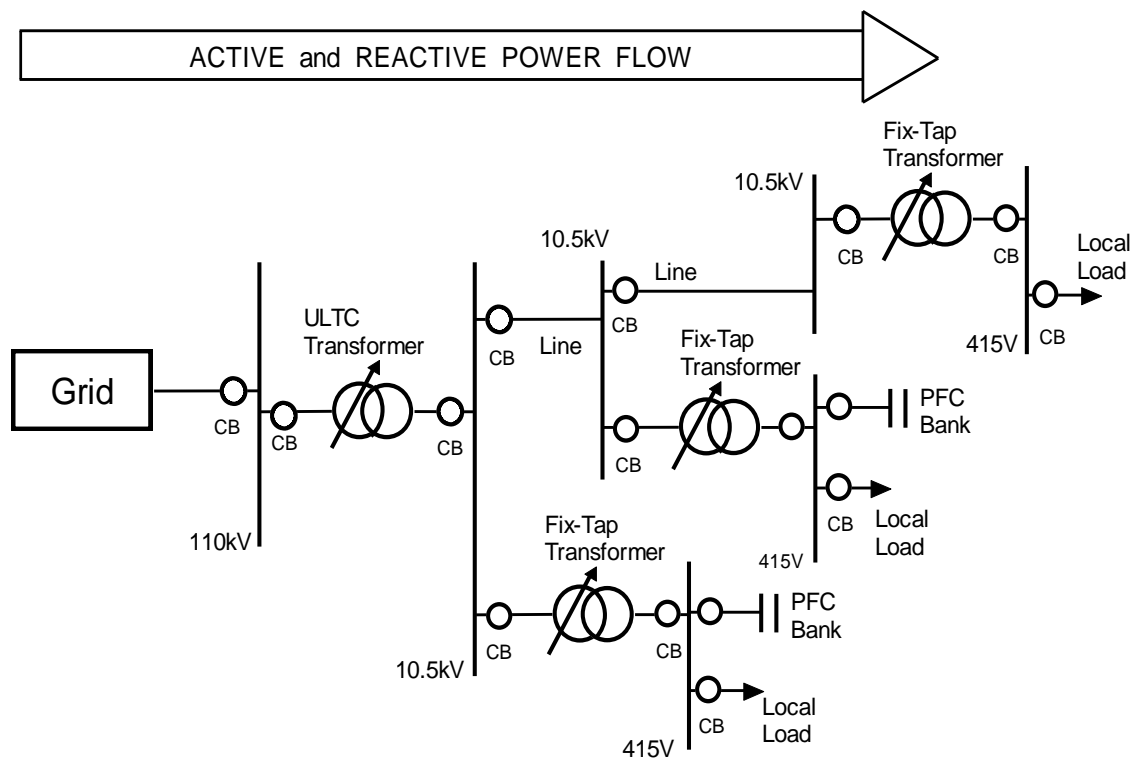 ACTIVE and REACTIVE POWER FLOW
Fix-Tap
Transformer
10.5kV
CB
CB
Local
Load
CB
415V
10.5kV
Line
CB
ULTC
Transformer
CB
Line
Fix-Tap
Transformer
Grid
CB
CB
CB
CB
PFC
Bank
CB
Local
Load
415V
110kV
Fix-Tap
Transformer
PFC
Bank
CB
CB
10.5kV
Local
Load
CB
415V